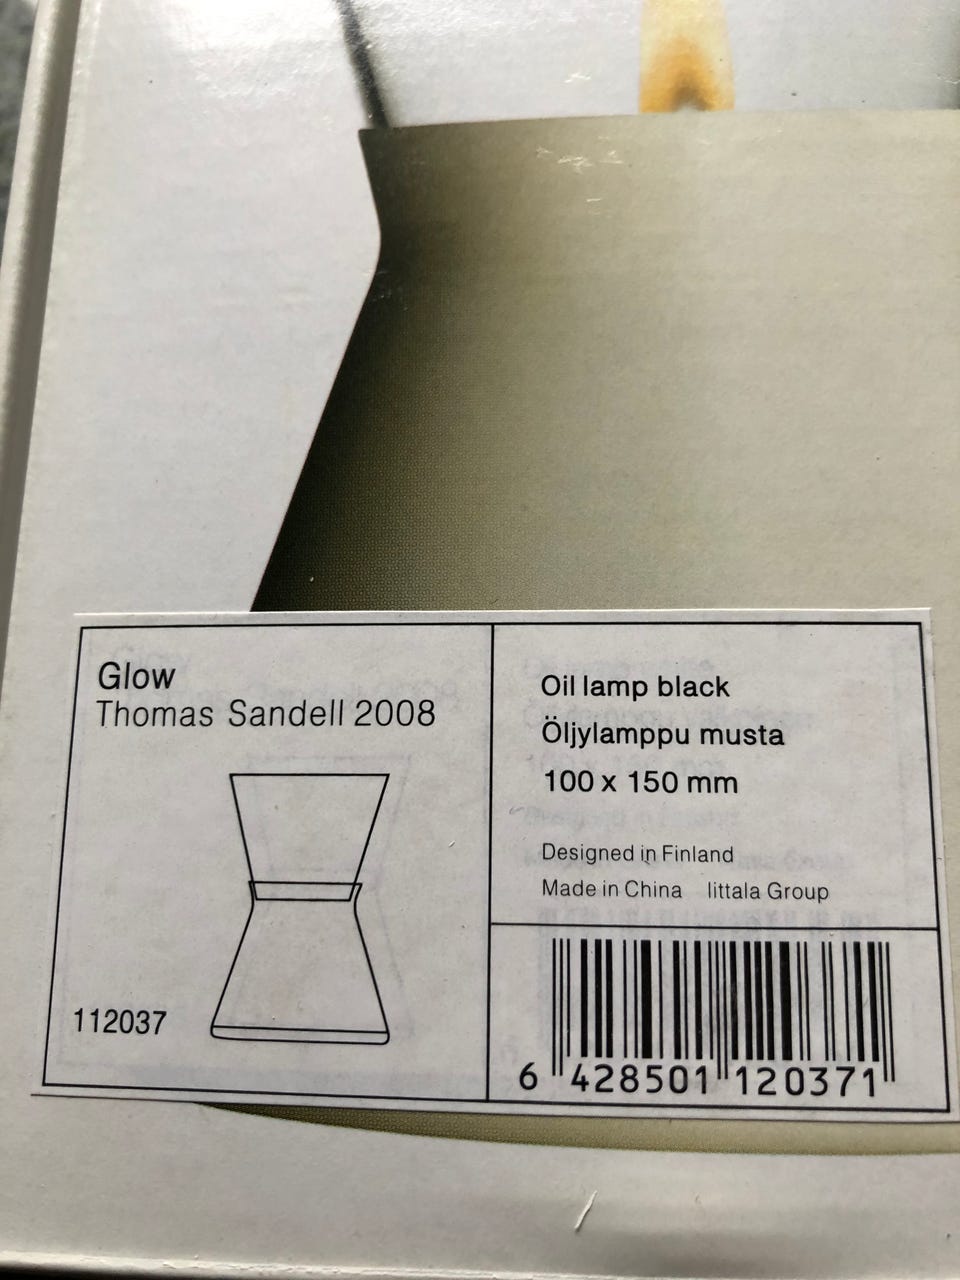 Glow
Thomas Sandell 2008
112037
Oil lamp black
Öljylamppu musta
100 x 150 mm
Designed in Finland
Made in China Iittala Group
6 428501 120371